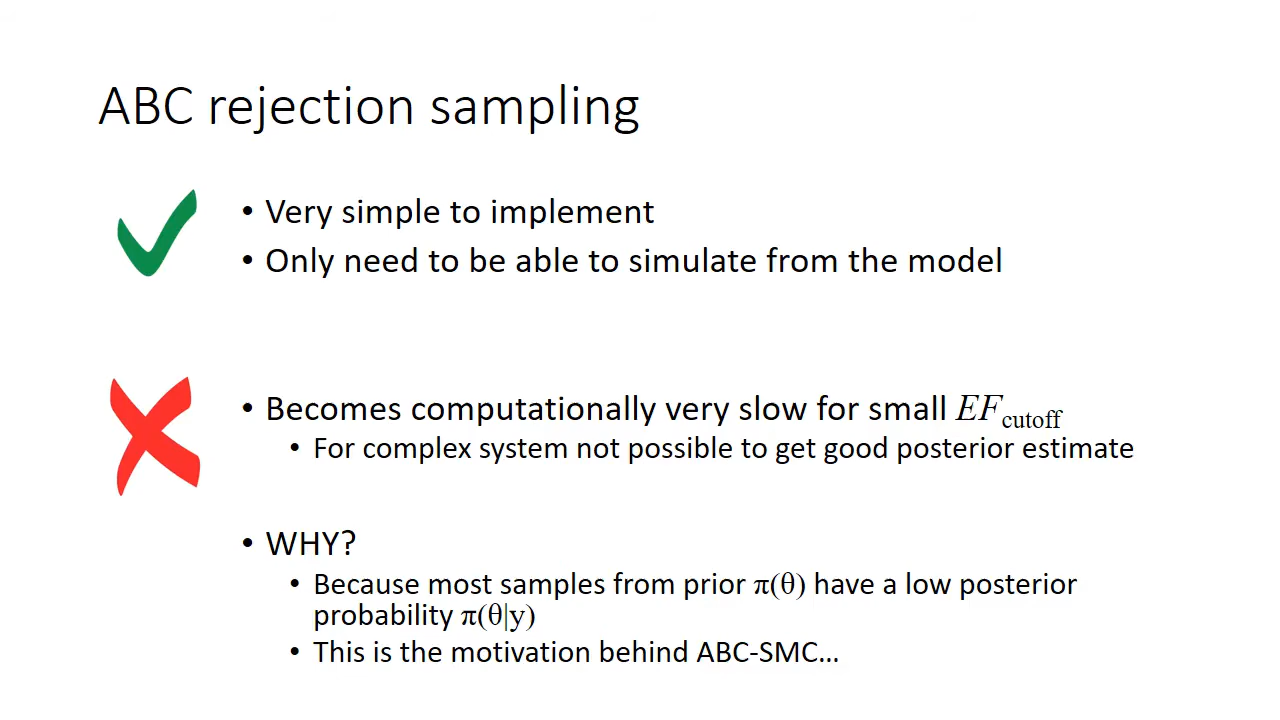 ABC rejection sampling
• Very simple to implement
• Only need to be able to simulate from the model
• Becomes computationally very slow for small EFcutoff
• For complex system not possible to get good posterior estimate
• WHY?
• Because most samples from prior π(θ) have a low posterior
probability π(θ|y)
• This is the motivation behind ABC-SMC…